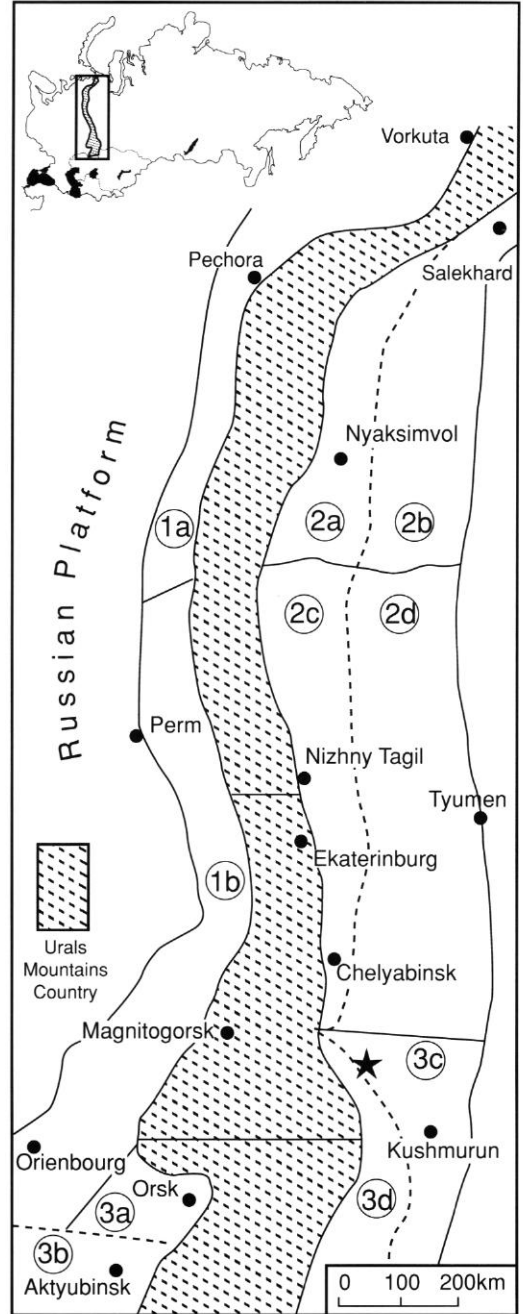 Vorkuta
Pechora
Salekhard
Russian Platform
Nyaksimvol
1a
2a
2b
2c
2d
Perm
Nizhny Tagil
Tyumen
Ekaterinburg
1b
Urals
Mountains
Country
Chelyabinsk
Magnitogorsk
3c
Kushmurun
Orienbourg
Orsk
3a
3d
3b
Aktyubinsk
0 100 200km